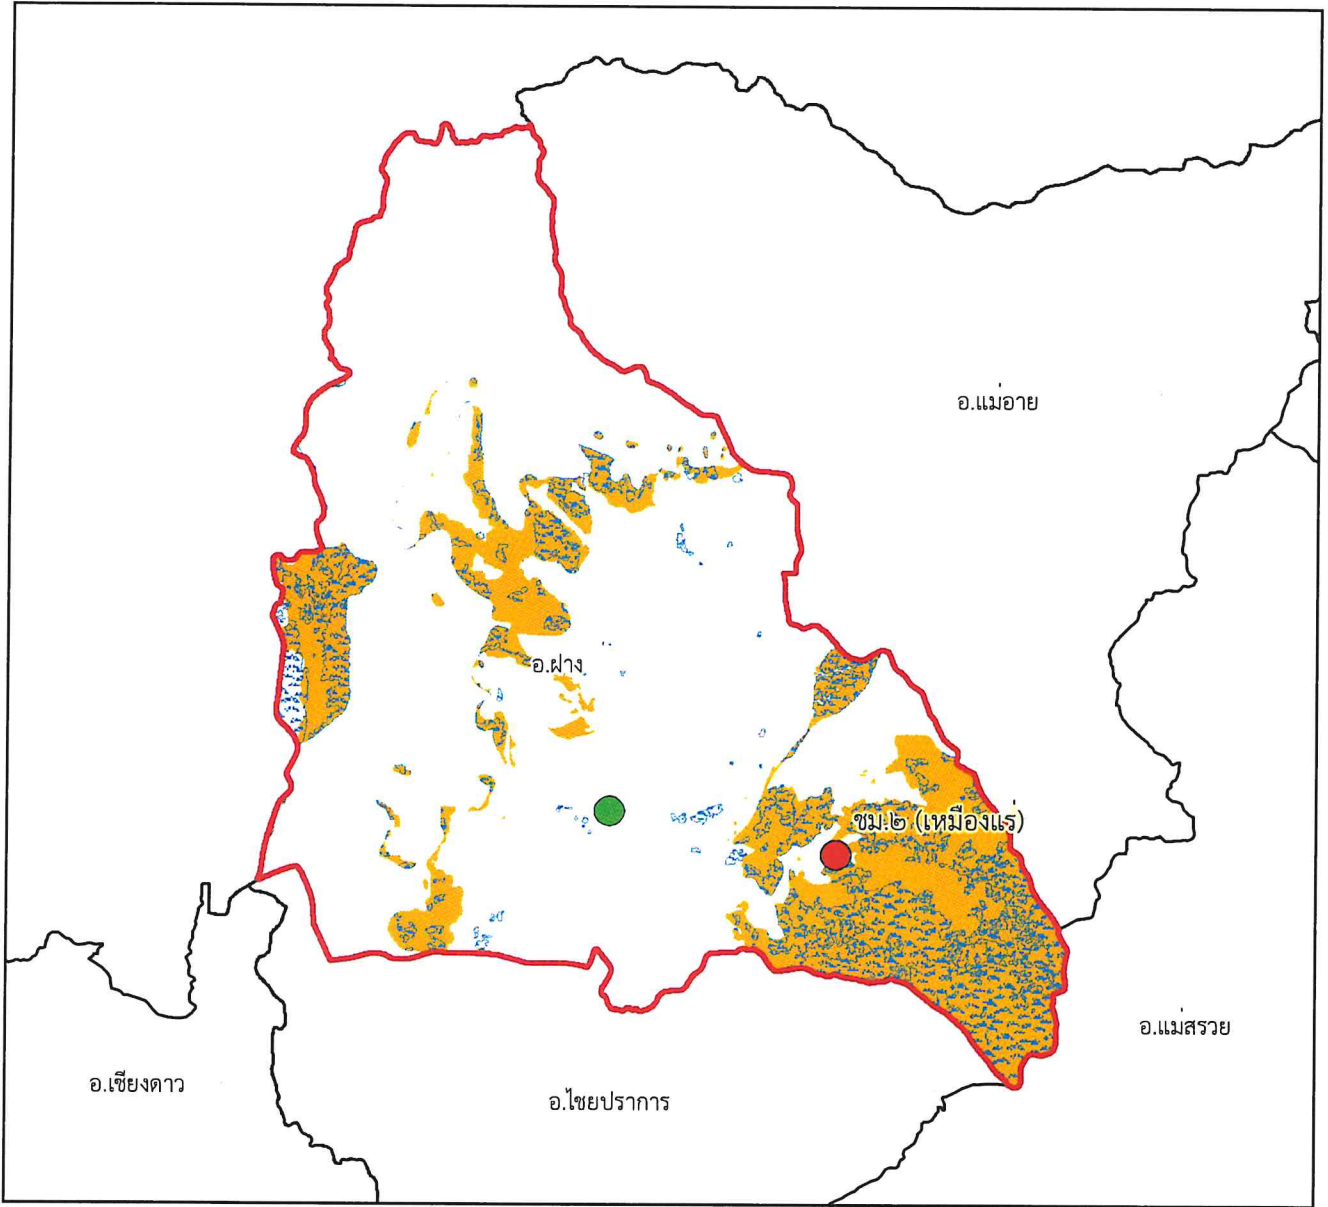 อ.แม่อาย
อ.ฝาง
ชม.๒ (เหมืองแร่)
อ.แม่สรวย
อ.เชียงดาว
อ.ไชยปราการ